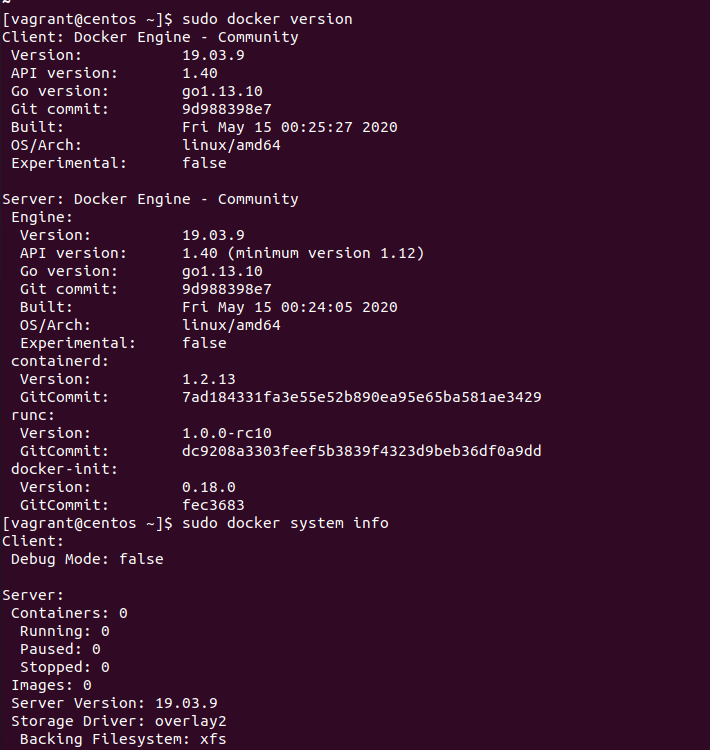 ~
[vagrant@centos ~]$ sudo docker version
Client: Docker Engine - Community
 Version:           19.03.9
 API version:       1.40
 Go version:        go1.13.10
 Git commit:        9d988398e7
 Built:             Fri May 15 00:25:27 2020
 OS/Arch:           linux/amd64
 Experimental:      false

Server: Docker Engine - Community
 Engine:
  Version:          19.03.9
  API version:      1.40 (minimum version 1.12)
  Go version:       go1.13.10
  Git commit:       9d988398e7
  Built:            Fri May 15 00:24:05 2020
  OS/Arch:          linux/amd64
  Experimental:     false
 containerd:
  Version:          1.2.13
  GitCommit:        7ad184331fa3e55e52b890ea95e65ba581ae3429
 runc:
  Version:          1.0.0-rc10
  GitCommit:        dc9208a3303feef5b3839f4323d9beb36df0a9dd
 docker-init:
  Version:          0.18.0
  GitCommit:        fec3683
[vagrant@centos ~]$ sudo docker system info
Client:
 Debug Mode: false

Server:
 Containers: 0
  Running: 0
  Paused: 0
  Stopped: 0
 Images: 0
 Server Version: 19.03.9
 Storage Driver: overlay2
  Backing Filesystem: xfs